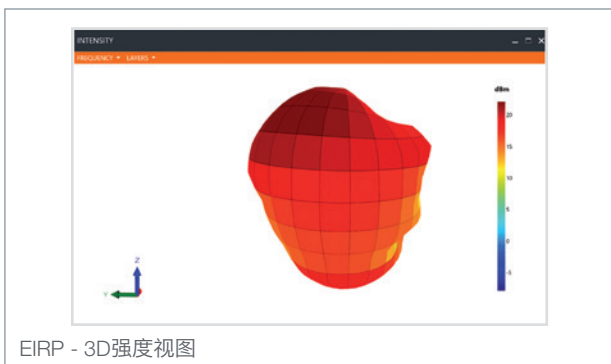 INTENSITY
FREQUENCY LAYERS
dBm
20
15
10
5
0
-5
Z
Y
EIRP - 3D强度视图